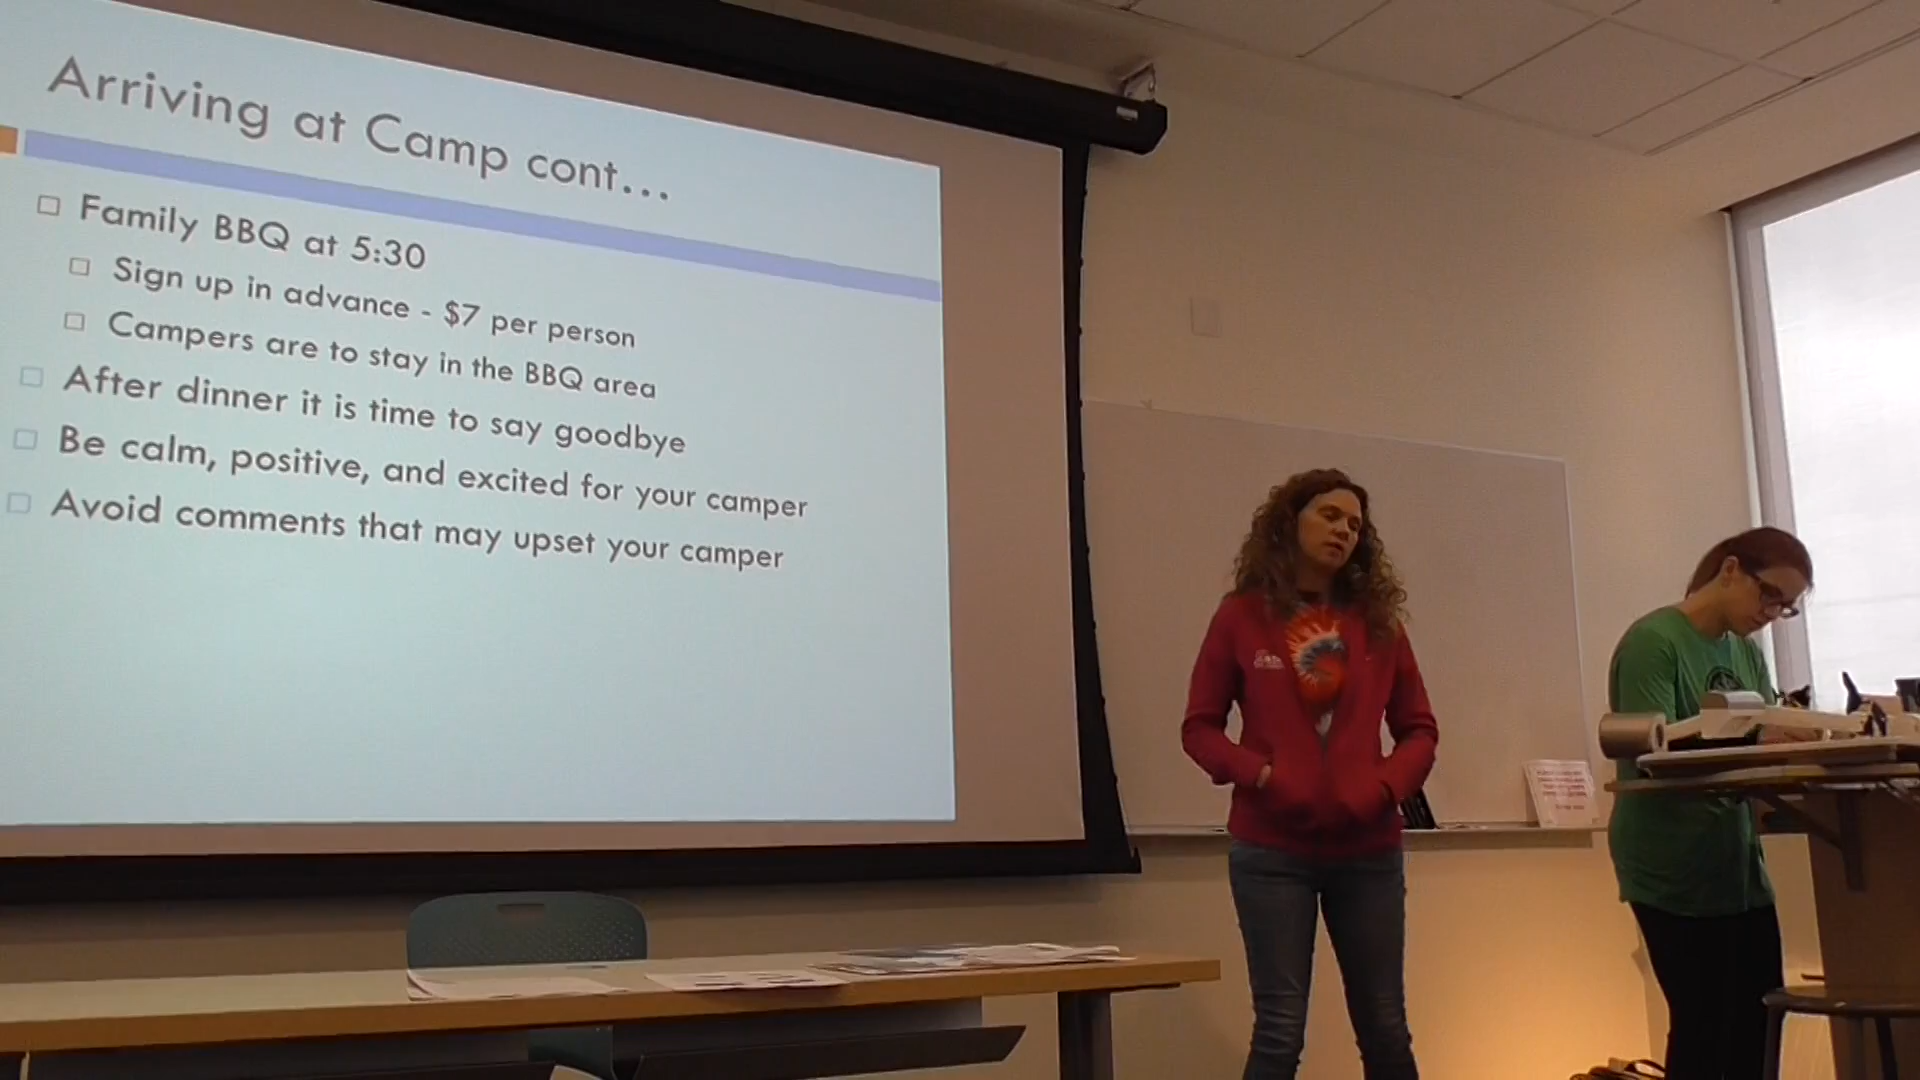 Arriving at Camp cont...
Family BBQ at 5:30
Sign up in advance - $7 per person
Campers are to stay in the BBQ area
After dinner it is time to say goodbye
Be calm, positive, and excited for your camper
Avoid comments that may upset your camper